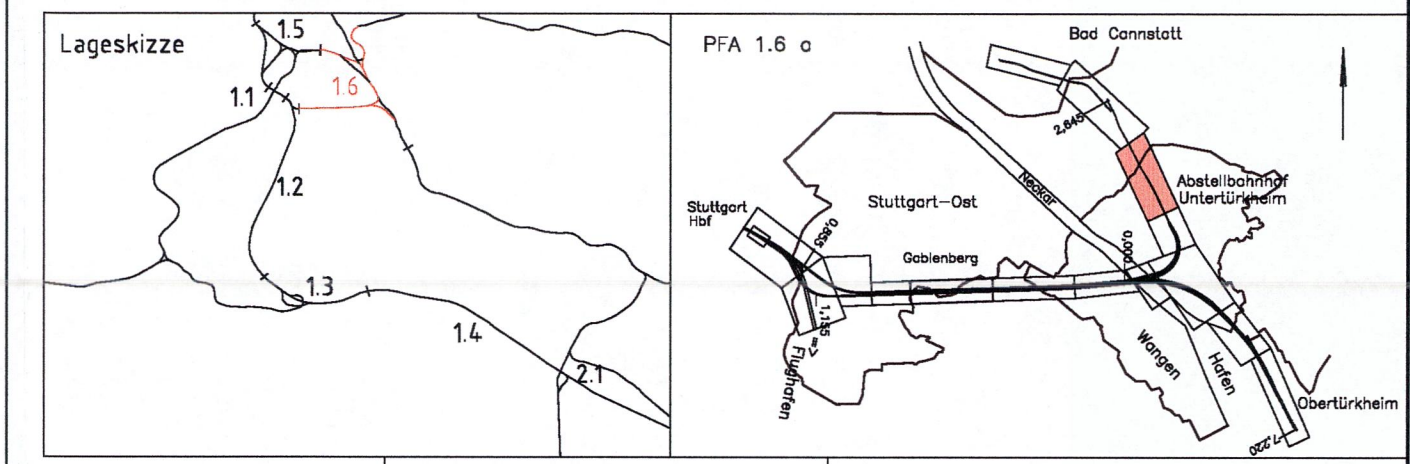 Lageskizze
1.5
1.1
1.6
1.2
1.3
1.4
2.1
PFA 1.6 a
Bad Cannstatt
2,845
Neckar
Abstellbahnhof
Untertürkheim
Stuttgart-Ost
Stuttgart
Hbf
0,855
0,000
Gablenberg
1,155 =>
Flughafen
Wangen
Hafen
Obertürkheim
7,220